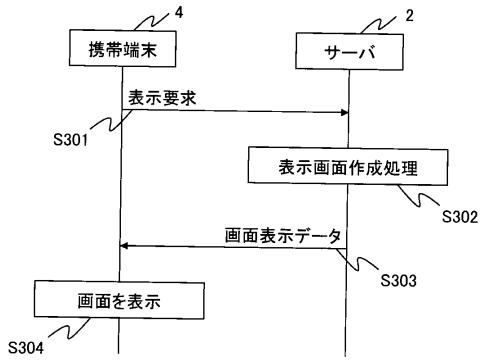 4
2
携帯端末
サーバ
表示要求
S301
表示画面作成処理
S302
画面表示データ
S303
画面を表示
S304